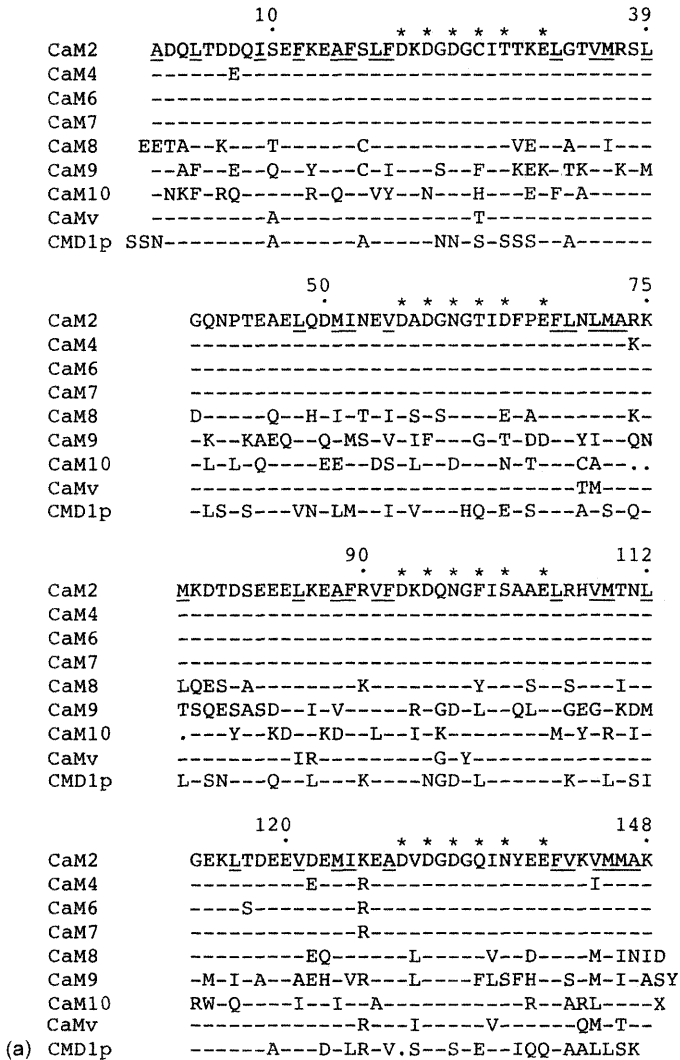 10 39
* * * * * *
CaM2 ADQLTDDQISEFKEAFSLFDKDGDGCITTKELGTVMRSL
CaM4 ------E--------------------------------
CaM6 ---------------------------------------
CaM7 ---------------------------------------
CaM8 EETA--K---T------C-----------VE--A--I---
CaM9 --AF--E--Q--Y---C-I---S--F--KEK-TK--K-M
CaM10 -NKF-RQ-----R-Q--VY--N---H---E-F-A-----
CaMv ---------A---------------T-------------
CMD1p SSN--------A------A-----NN-S-SSS--A------
50 75
* * * * * *
CaM2 GQNPTEAELQDMINEVDADGNGTIDFPEFLNLMARK
CaM4 ----------------------------------K-
CaM6 ------------------------------------
CaM7 ------------------------------------
CaM8 D-----Q--H-I-T-I-S-S----E-A-------K-
CaM9 -K--KAEQ--Q-MS-V-IF---G-T-DD--YI--QN
CaM10 -L-L-Q----EE--DS-L--D---N-T---CA--..
CaMv ------------------------------TM----
CMD1p -LS-S---VN-LM--I-V---HQ-E-S---A-S-Q-
90 112
* * * * * *
CaM2 MKDTDSEEELKEAFRVFDKDQNGFISAAELRHVMTNL
CaM4 -------------------------------------
CaM6 -------------------------------------
CaM7 -------------------------------------
CaM8 LQES-A--------K--------Y---S--S---I--
CaM9 TSQESASD--I-V-----R-GD-L--QL--GEG-KDM
CaM10 .---Y--KD--KD--L--I-K--------M-Y-R-I-
CaMv ---------IR---------G-Y--------------
CMD1p L-SN---Q--L---K----NGD-L-------K--L-SI
120 148
* * * * * *
CaM2 GEKLTDEEVDEMIKEADVDGDGQINYEEFVKVMMAK
CaM4 ---------E---R-----------------I----
CaM6 ----S--------R----------------------
CaM7 -------------R----------------------
CaM8 ---------EQ-----L-----V--D----M-INID
CaM9 -M-I-A--AEH-VR--L----FLSFH--S-M-I-ASY
CaM10 RW-Q----I--I--A-----------R--ARL----X
CaMv -------------R---I-----V------QM-T--
CMD1p ------A---D-LR-V.S--S-E--IQQ-AALLSK
(a)